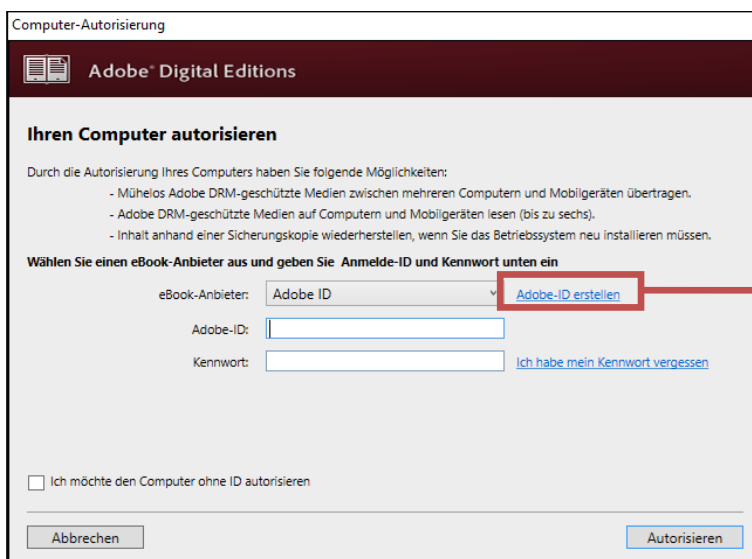 Computer-Autorisierung
Adobe® Digital Editions
Ihren Computer autorisieren
Durch die Autorisierung Ihres Computers haben Sie folgende Möglichkeiten:
- Mühelos Adobe DRM-geschützte Medien zwischen mehreren Computern und Mobilgeräten übertragen.
- Adobe DRM-geschützte Medien auf Computern und Mobilgeräten lesen (bis zu sechs).
- Inhalt anhand einer Sicherungskopie wiederherstellen, wenn Sie das Betriebssystem neu installieren müssen.
Wählen Sie einen eBook-Anbieter aus und geben Sie Anmelde-ID und Kennwort unten ein
eBook-Anbieter: Adobe ID Adobe-ID erstellen
Adobe-ID:
Kennwort: Ich habe mein Kennwort vergessen
Ich möchte den Computer ohne ID autorisieren
Abbrechen Autorisieren